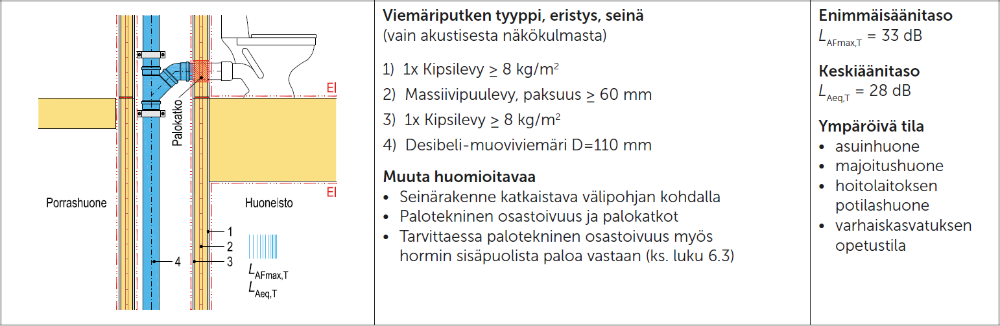 Palokatko
EI
EI
Porrashuone
Huoneisto
1
2
3
4
LAFmax,T
LAeq,T
Viemäriputken tyyppi, eristys, seinä
(vain akustisesta näkökulmasta)
1) 1x Kipsilevy ≥ 8 kg/m²
2) Massiivipuulevy, paksuus ≥ 60 mm
3) 1x Kipsilevy ≥ 8 kg/m²
4) Desibeli-muoviviemäri D=110 mm
Muuta huomioitavaa
• Seinärakenne katkaistava välipohjan kohdalla
• Palotekninen osastoivuus ja palokatkot
• Tarvittaessa palotekninen osastoivuus myös
hormin sisäpuolista paloa vastaan (ks. luku 6.3)
Enimmäisäänitaso
LAFmax,T = 33 dB
Keskiäänitaso
LAeq,T = 28 dB
Ympäröivä tila
• asuinhuone
• majoitushuone
• hoitolaitoksen
potilashuone
• varhaiskasvatuksen
opetustila